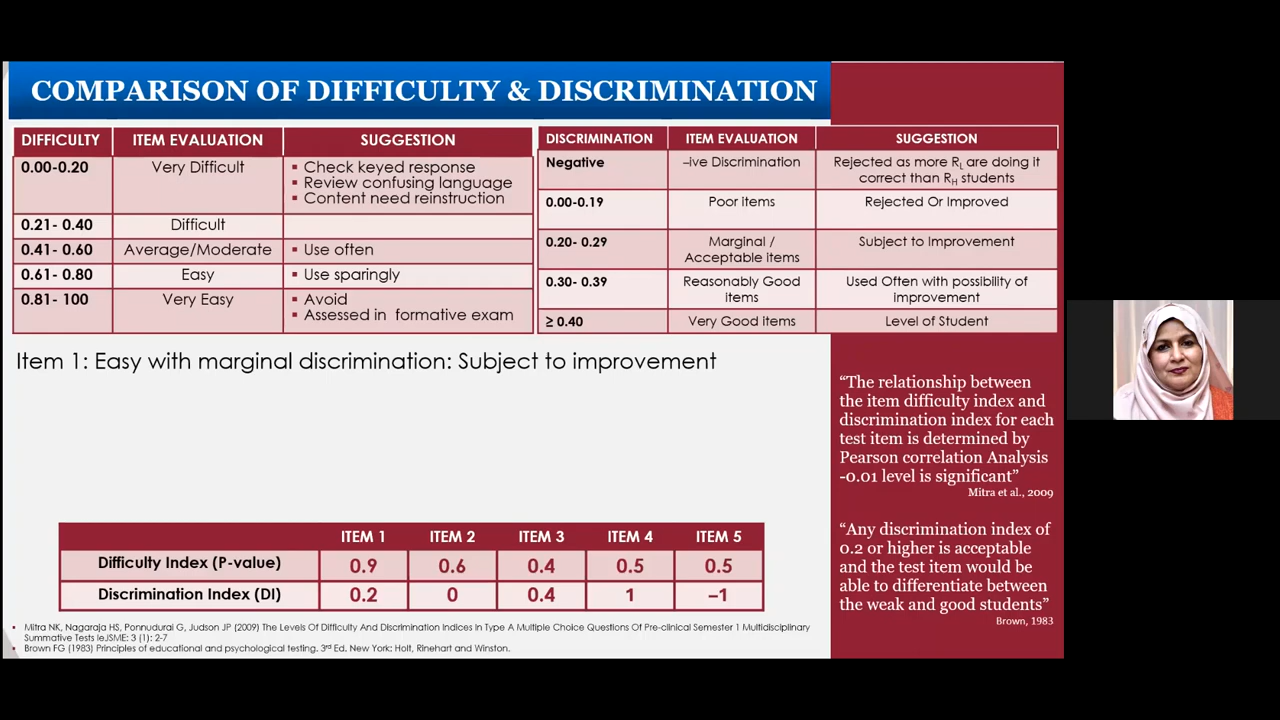 COMPARISON OF DIFFICULTY & DISCRIMINATION
DIFFICULTY ITEM EVALUATION SUGGESTION
0.00-0.20 Very Difficult ▪ Check keyed response
▪ Review confusing language
▪ Content need reinstruction
0.21- 0.40 Difficult
0.41- 0.60 Average/Moderate ▪ Use often
0.61- 0.80 Easy ▪ Use sparingly
0.81- 100 Very Easy ▪ Avoid
▪ Assessed in formative exam
DISCRIMINATION ITEM EVALUATION SUGGESTION
Negative –ive Discrimination Rejected as more RL are doing it
correct than RH students
0.00-0.19 Poor items Rejected Or Improved
0.20- 0.29 Marginal / Subject to Improvement
Acceptable items
0.30- 0.39 Reasonably Good Used Often with possibility of
items improvement
≥ 0.40 Very Good items Level of Student
Item 1: Easy with marginal discrimination: Subject to improvement
ITEM 1 ITEM 2 ITEM 3 ITEM 4 ITEM 5
Difficulty Index (P-value) 0.9 0.6 0.4 0.5 0.5
Discrimination Index (DI) 0.2 0 0.4 1 –1
▪ Mitra NK, Nagaraja HS, Ponnudurai G, Judson JP (2009) The Levels Of Difficulty And Discrimination Indices In Type A Multiple Choice Questions Of Pre-clinical Semester 1 Multidisciplinary
Summative Tests IeJSME: 3 (1): 2-7
▪ Brown FG (1983) Principles of educational and psychological testing. 3rd Ed. New York: Holt, Rinehart and Winston.
“The relationship between
the item difficulty index and
discrimination index for each
test item is determined by
Pearson correlation Analysis
-0.01 level is significant”
Mitra et al., 2009
“Any discrimination index of
0.2 or higher is acceptable
and the test item would be
able to differentiate between
the weak and good students”
Brown, 1983